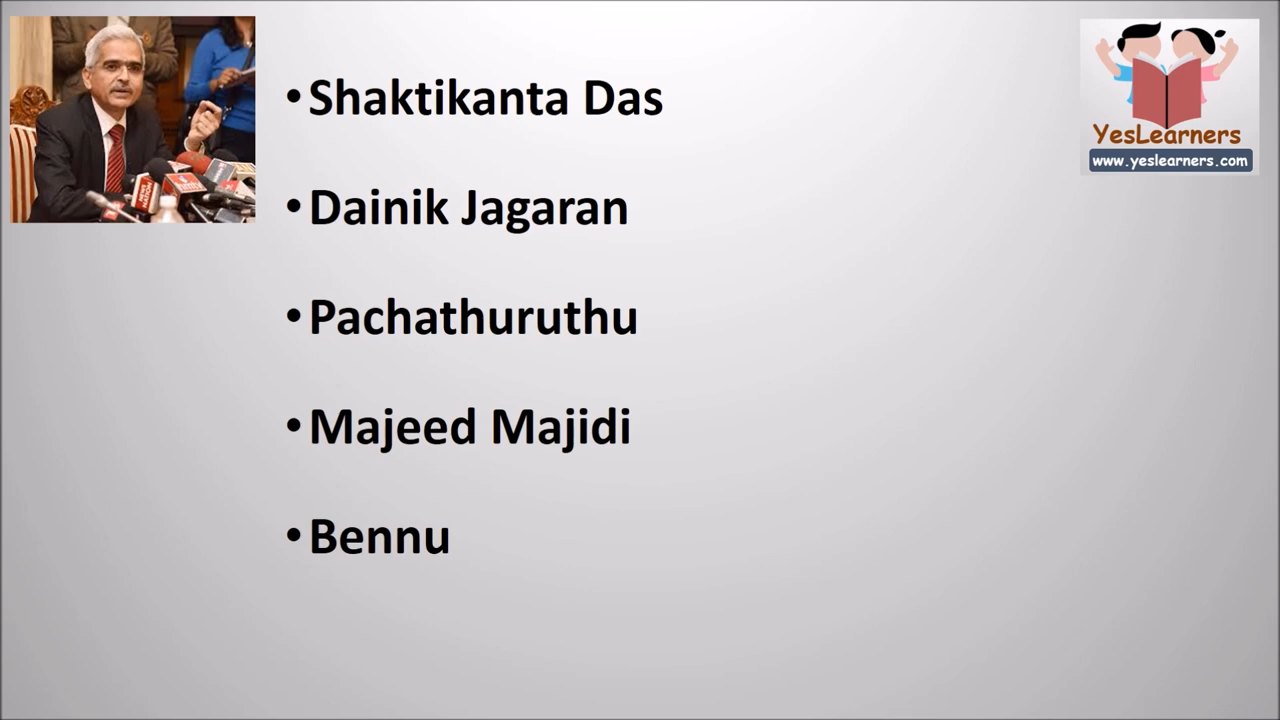 • Shaktikanta Das
• Dainik Jagaran
• Pachathuruthu
• Majeed Majidi
• Bennu
YesLearners
www.yeslearners.com